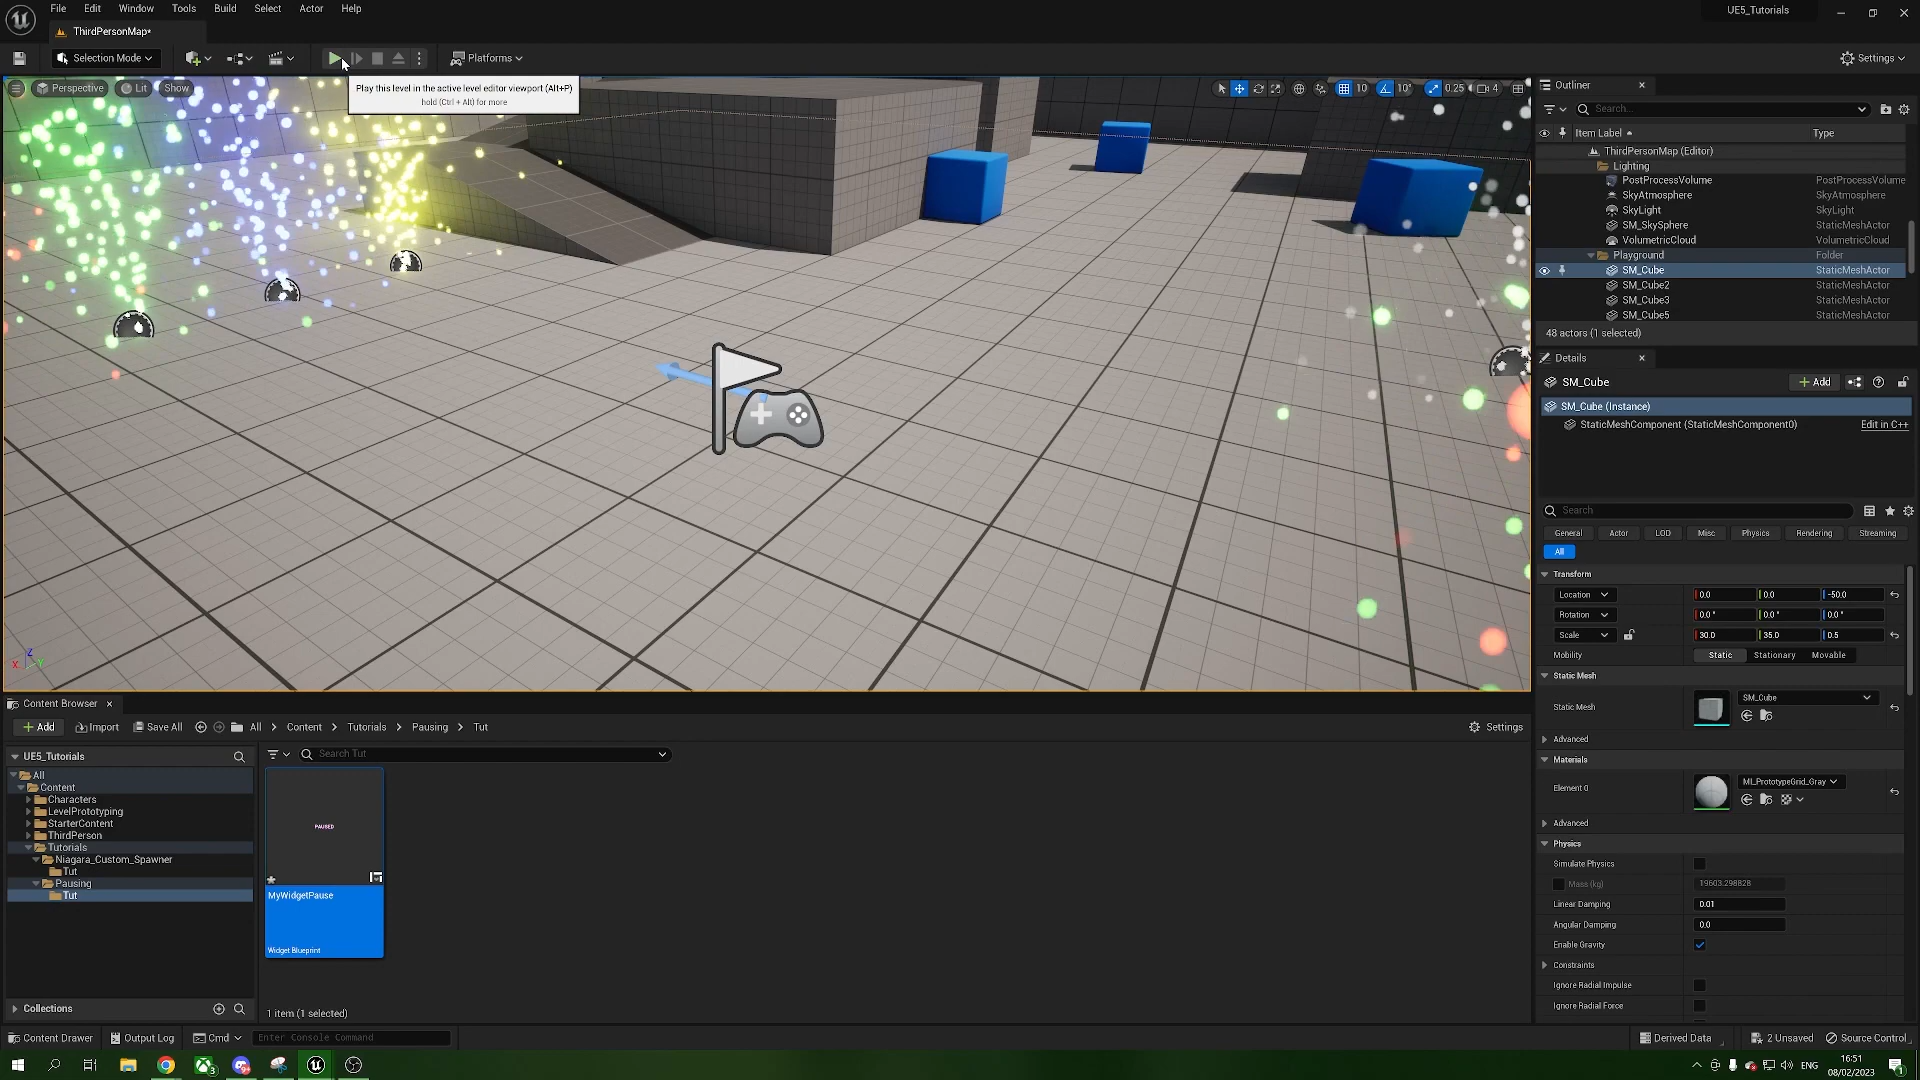 File Edit Window Tools Build Select Actor Help
UE5_Tutorials
ThirdPersonMap*
Selection Mode
Platforms
Settings
Play this level in the active level editor viewport (Alt+P)
hold (Ctrl + Alt) for more
Perspective Lit Show
10 10° 0.25 4
Outliner
Search...
Item Label Type
ThirdPersonMap (Editor)
Lighting
PostProcessVolume PostProcessVolume
SkyAtmosphere SkyAtmosphere
SkyLight SkyLight
SM_SkySphere StaticMeshActor
VolumetricCloud VolumetricCloud
Playground Folder
SM_Cube StaticMeshActor
SM_Cube2 StaticMeshActor
SM_Cube3 StaticMeshActor
SM_Cube5 StaticMeshActor
48 actors (1 selected)
Details
SM_Cube
Add
SM_Cube (Instance)
StaticMeshComponent (StaticMeshComponent0) Edit in C++
Search
General Actor LOD Misc Physics Rendering Streaming
All
Transform
Location 0.0 0.0 -50.0
Rotation 0.0 ° 0.0 ° 0.0 °
Scale 30.0 35.0 0.5
Mobility Static Stationary Movable
Static Mesh
Static Mesh SM_Cube
Advanced
Materials
Element 0 MI_PrototypeGrid_Gray
Advanced
Physics
Simulate Physics
Mass (kg) 19603.298828
Linear Damping 0.01
Angular Damping 0.0
Enable Gravity
Constraints
Ignore Radial Impulse
Ignore Radial Force
X Y Z
Content Browser
Add Import Save All All Content Tutorials Pausing Tut Settings
UE5_Tutorials
Search Tut
All
Content
Characters
LevelPrototyping
StarterContent
ThirdPerson
Tutorials
Niagara_Custom_Spawner
Tut
Pausing
Tut
PAUSED
MyWidgetPause
Widget Blueprint
Collections
1 item (1 selected)
Content Drawer Output Log Cmd Enter Console Command Derived Data 2 Unsaved Source Control
ENG
16:51
08/02/2023